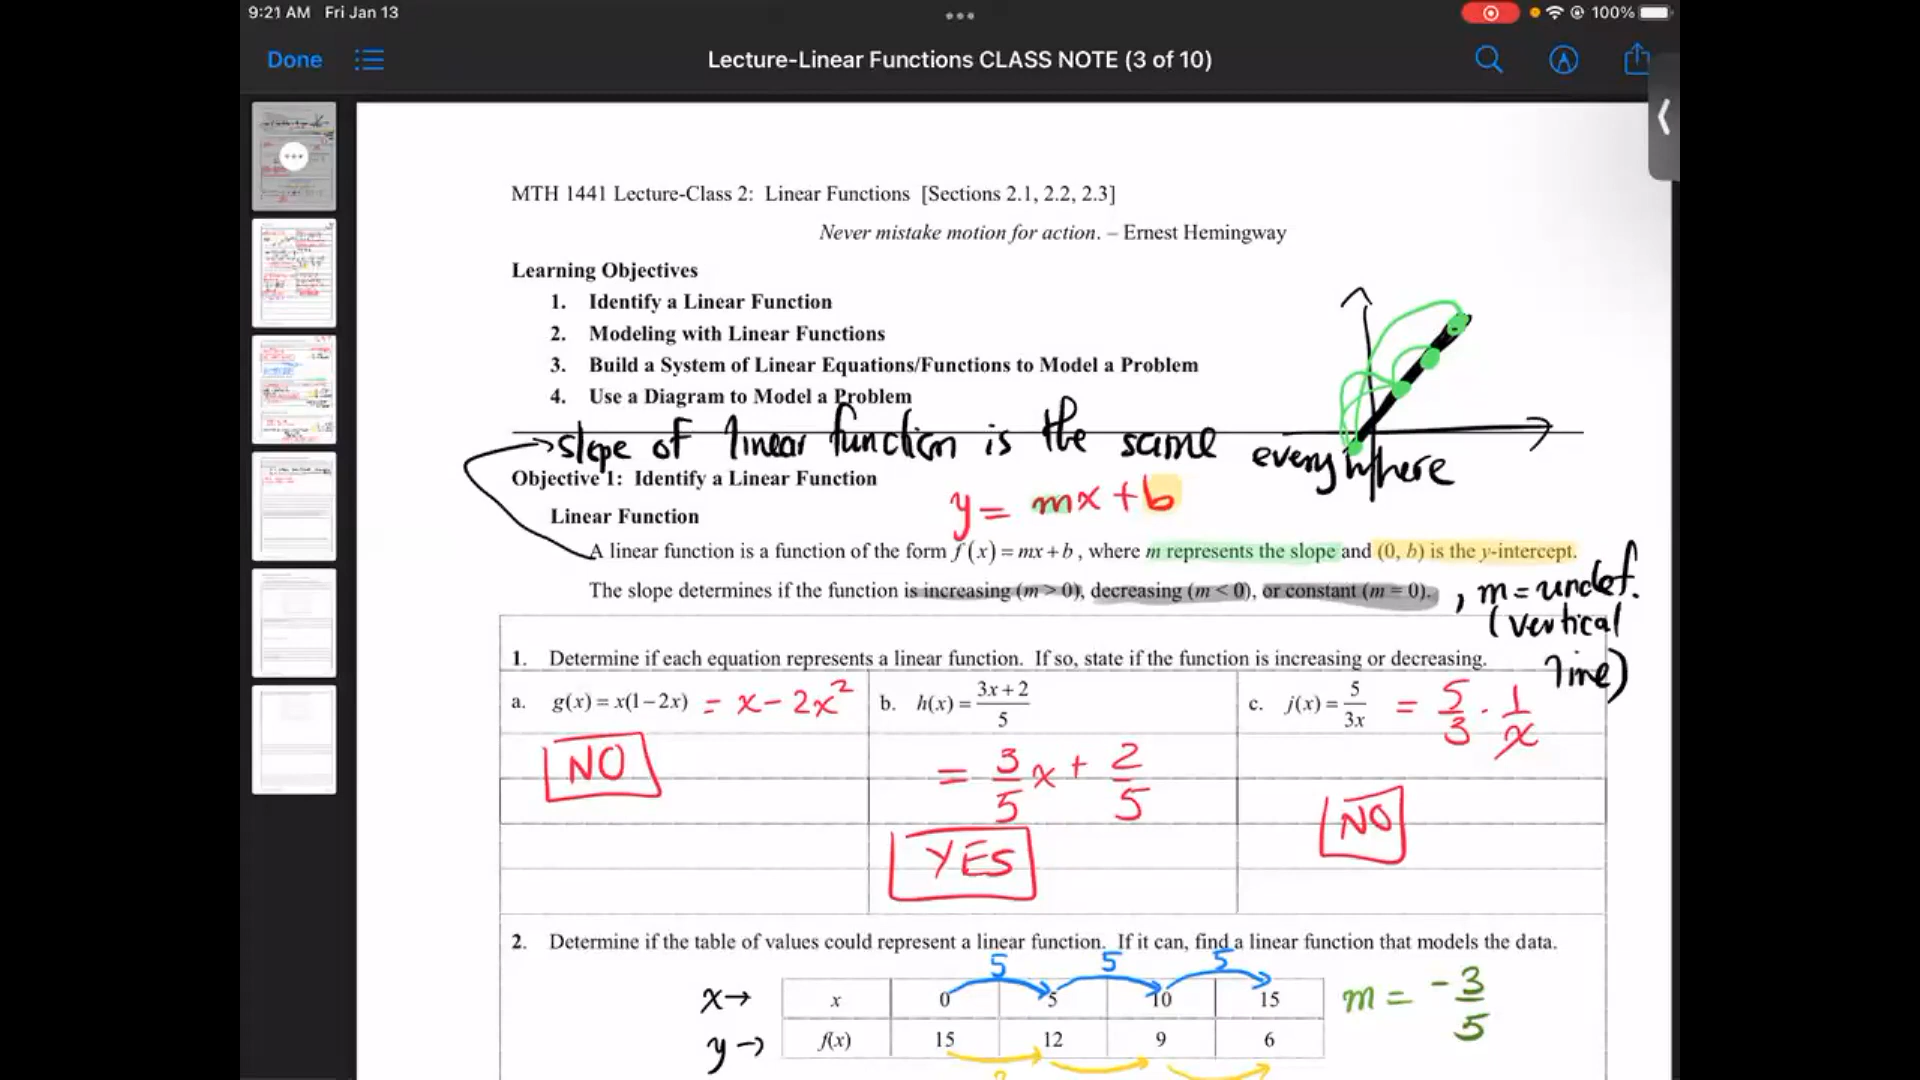 9:21 AM Fri Jan 13
100%
Done
Lecture-Linear Functions CLASS NOTE (3 of 10)
MTH 1441 Lecture-Class 2: Linear Functions [Sections 2.1, 2.2, 2.3]
Never mistake motion for action. – Ernest Hemingway
Learning Objectives
1. Identify a Linear Function
2. Modeling with Linear Functions
3. Build a System of Linear Equations/Functions to Model a Problem
4. Use a Diagram to Model a Problem
→ slope of linear function is the same everywhere
Objective 1: Identify a Linear Function
y = mx + b
Linear Function
A linear function is a function of the form f(x) = mx + b, where m represents the slope and (0, b) is the y-intercept.
The slope determines if the function is increasing (m > 0), decreasing (m < 0), or constant (m = 0). , m = undef.
(vertical
line)
1. Determine if each equation represents a linear function. If so, state if the function is increasing or decreasing.
a. g(x) = x(1−2x) = x − 2x²
NO
b. h(x) = (3x+2)/5
= 3/5 x + 2/5
YES
c. j(x) = 5/3x = 5/3 · 1/x
NO
2. Determine if the table of values could represent a linear function. If it can, find a linear function that models the data.
5 5 5
x→ x 0 5 10 15
m = -3/5
y→ f(x) 15 12 9 6